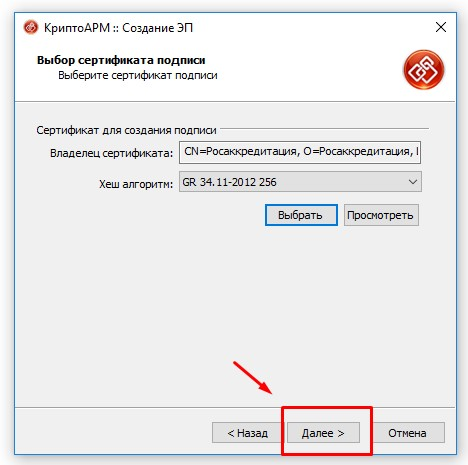 КриптоАРМ :: Создание ЭП
Выбор сертификата подписи
Выберите сертификат подписи
Сертификат для создания подписи
Владелец сертификата: CN=Росаккредитация, O=Росаккредитация,
Хеш алгоритм: GR 34.11-2012 256
Выбрать Просмотреть
< Назад Далее > Отмена